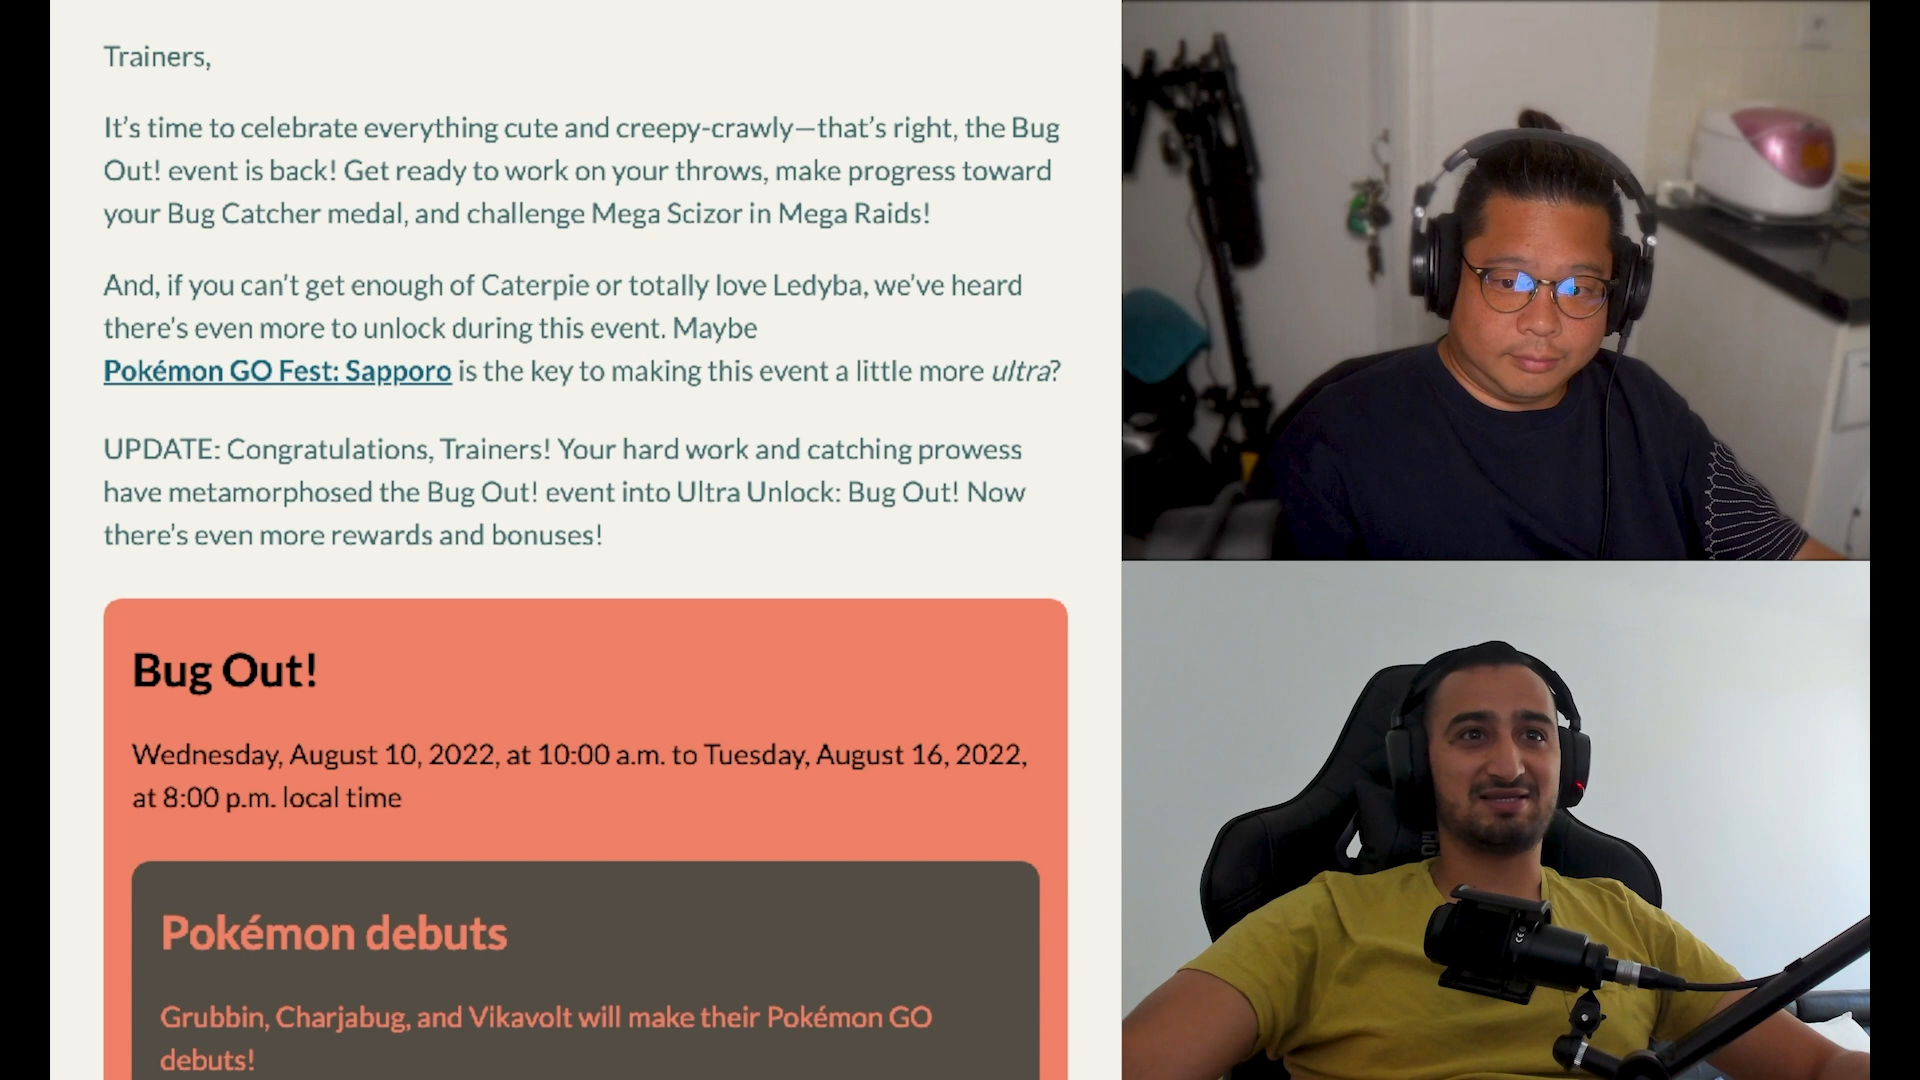 Trainers,
It’s time to celebrate everything cute and creepy-crawly—that’s right, the Bug
Out! event is back! Get ready to work on your throws, make progress toward
your Bug Catcher medal, and challenge Mega Scizor in Mega Raids!
And, if you can’t get enough of Caterpie or totally love Ledyba, we’ve heard
there’s even more to unlock during this event. Maybe
Pokémon GO Fest: Sapporo is the key to making this event a little more ultra?
UPDATE: Congratulations, Trainers! Your hard work and catching prowess
have metamorphosed the Bug Out! event into Ultra Unlock: Bug Out! Now
there’s even more rewards and bonuses!
Bug Out!
Wednesday, August 10, 2022, at 10:00 a.m. to Tuesday, August 16, 2022,
at 8:00 p.m. local time
Pokémon debuts
Grubbin, Charjabug, and Vikavolt will make their Pokémon GO
debuts!